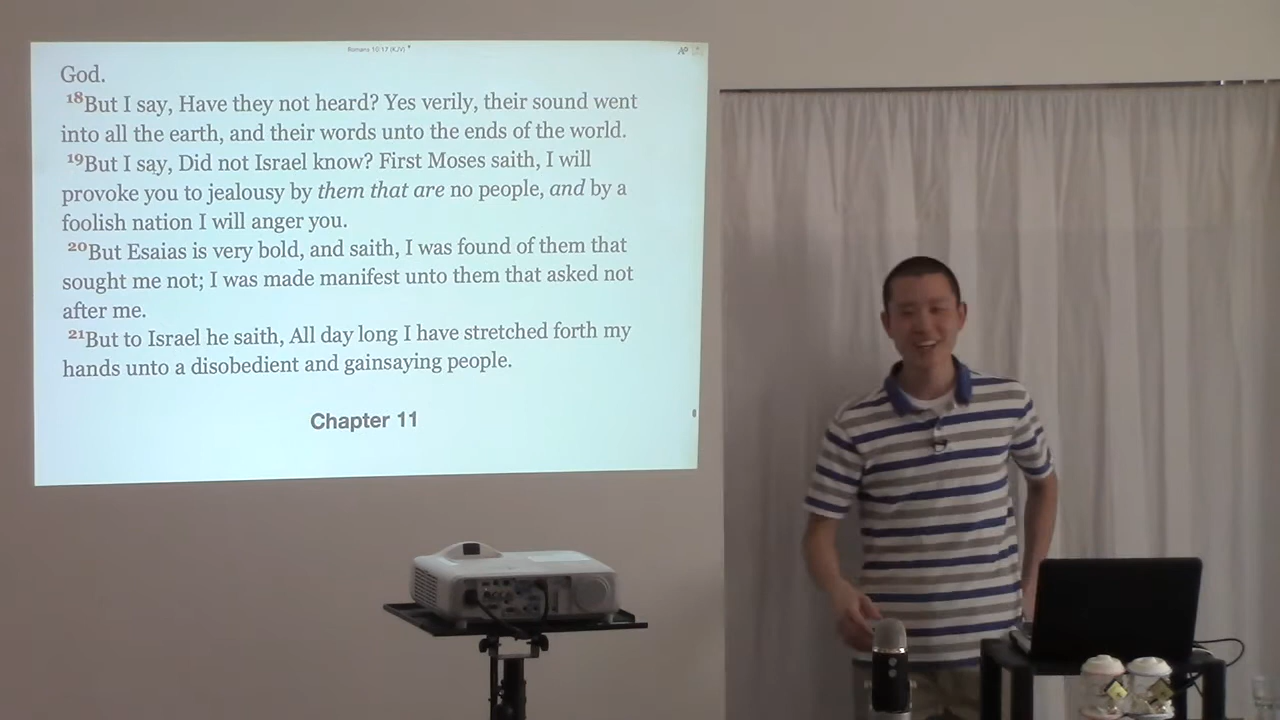 Romans 10:17 (KJV)
God.
18But I say, Have they not heard? Yes verily, their sound went
into all the earth, and their words unto the ends of the world.
19But I say, Did not Israel know? First Moses saith, I will
provoke you to jealousy by them that are no people, and by a
foolish nation I will anger you.
20But Esaias is very bold, and saith, I was found of them that
sought me not; I was made manifest unto them that asked not
after me.
21But to Israel he saith, All day long I have stretched forth my
hands unto a disobedient and gainsaying people.
Chapter 11